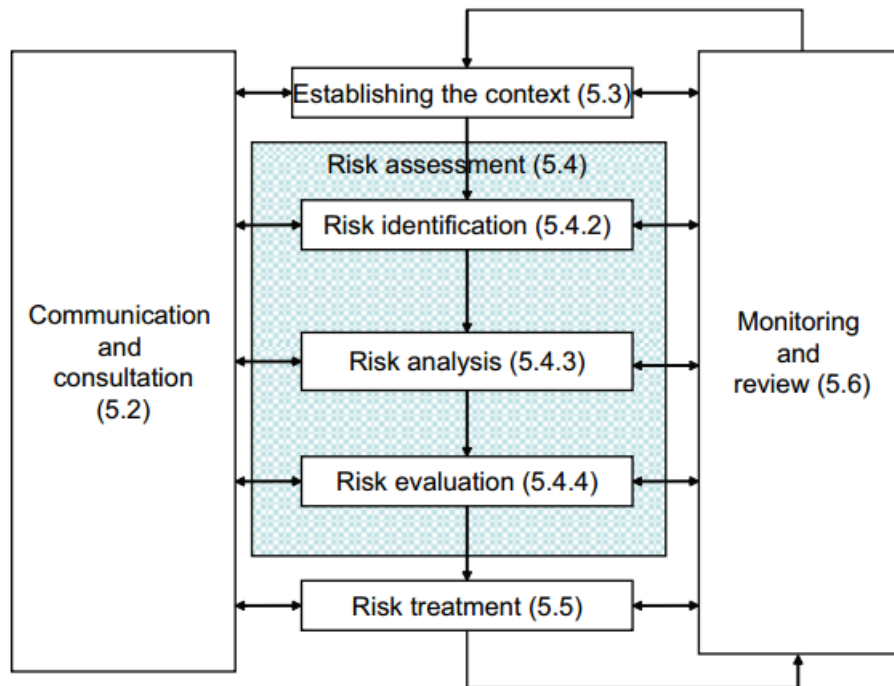 Establishing the context (5.3)
Risk assessment (5.4)
Risk identification (5.4.2)
Communication
and
consultation
(5.2)
Risk analysis (5.4.3)
Monitoring
and
review (5.6)
Risk evaluation (5.4.4)
Risk treatment (5.5)